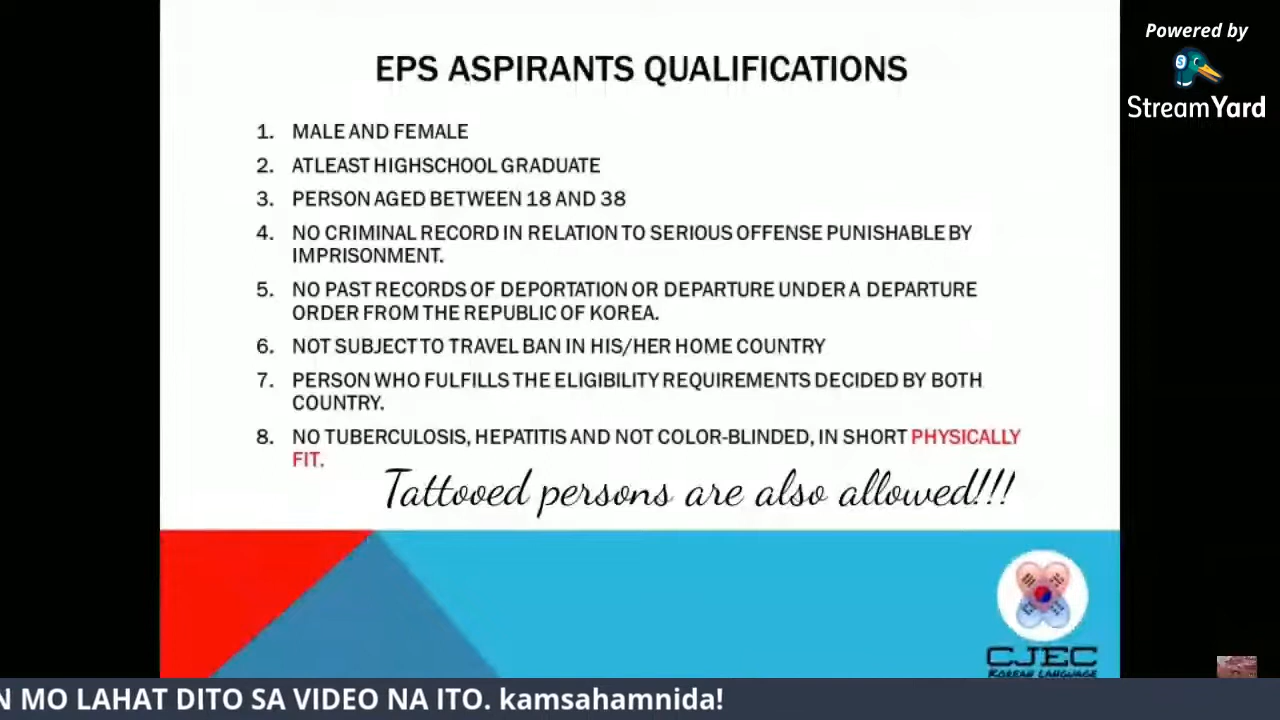 Powered by
StreamYard
EPS ASPIRANTS QUALIFICATIONS
1. MALE AND FEMALE
2. ATLEAST HIGHSCHOOL GRADUATE
3. PERSON AGED BETWEEN 18 AND 38
4. NO CRIMINAL RECORD IN RELATION TO SERIOUS OFFENSE PUNISHABLE BY
IMPRISONMENT.
5. NO PAST RECORDS OF DEPORTATION OR DEPARTURE UNDER A DEPARTURE
ORDER FROM THE REPUBLIC OF KOREA.
6. NOT SUBJECT TO TRAVEL BAN IN HIS/HER HOME COUNTRY
7. PERSON WHO FULFILLS THE ELIGIBILITY REQUIREMENTS DECIDED BY BOTH
COUNTRY.
8. NO TUBERCULOSIS, HEPATITIS AND NOT COLOR-BLINDED, IN SHORT PHYSICALLY
FIT.
Tattooed persons are also allowed!!!
CJEC
KOREAN LANGUAGE
N MO LAHAT DITO SA VIDEO NA ITO. kamsahamnida!